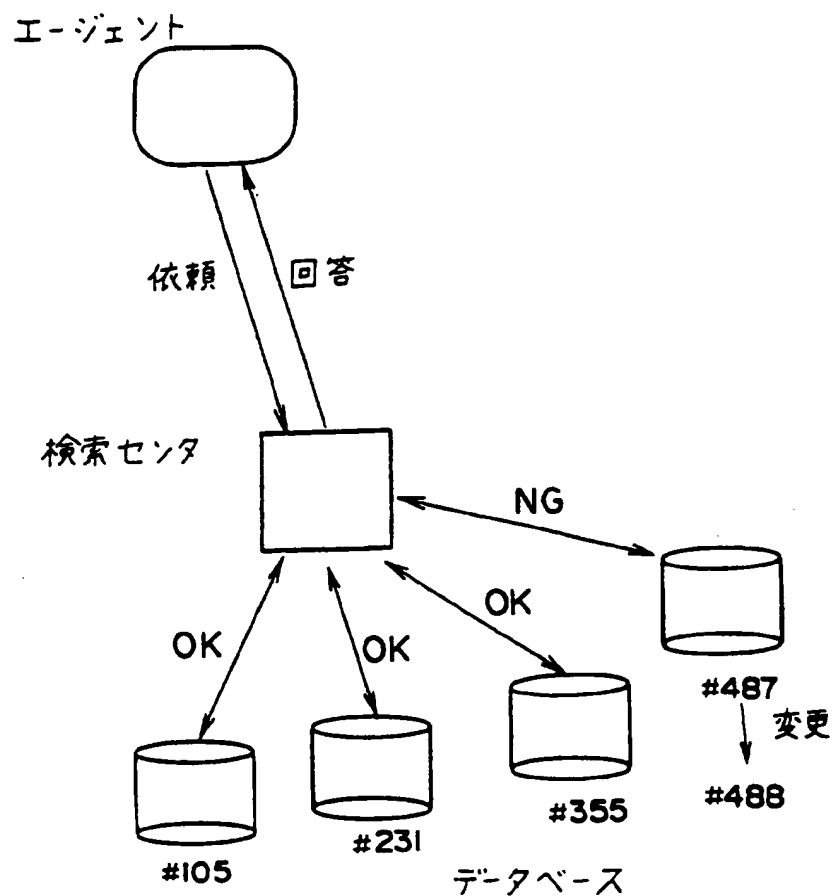 エージェント
依頼
回答
検索センタ
NG
OK
OK
OK
#487
変更
#488
#355
#231
#105
データベース